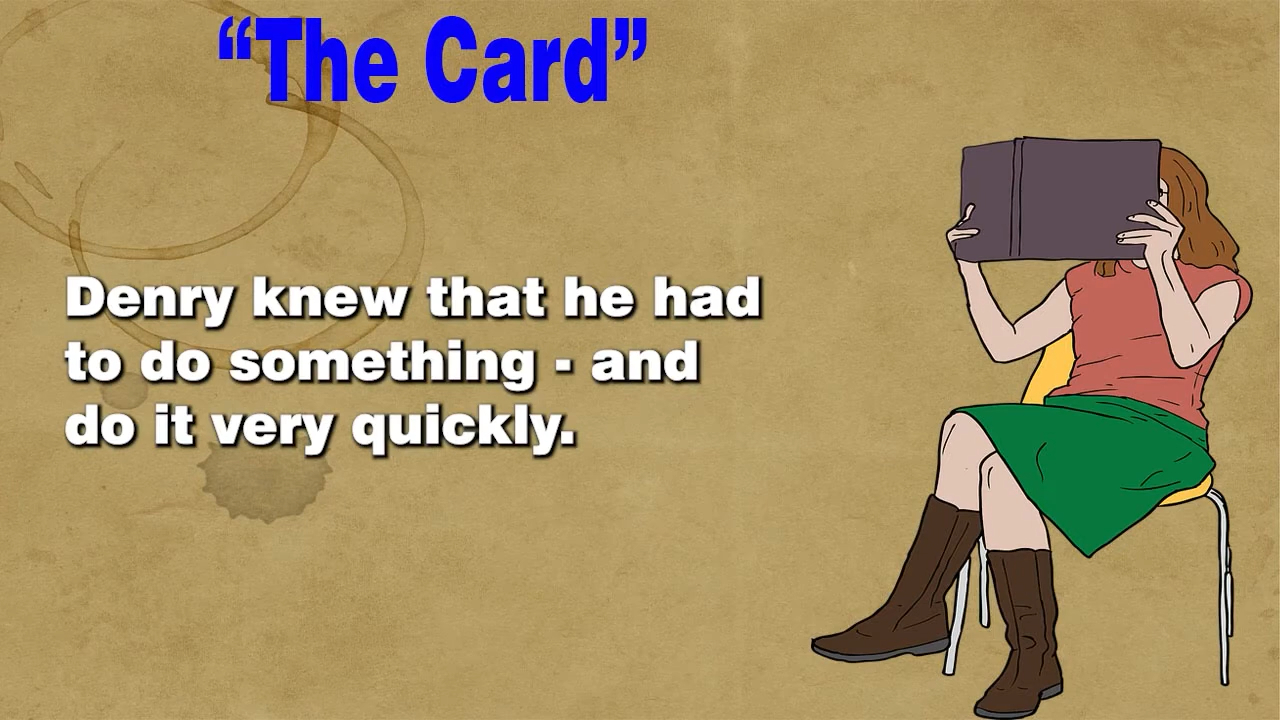 “The Card”
Denry knew that he had
to do something - and
do it very quickly.